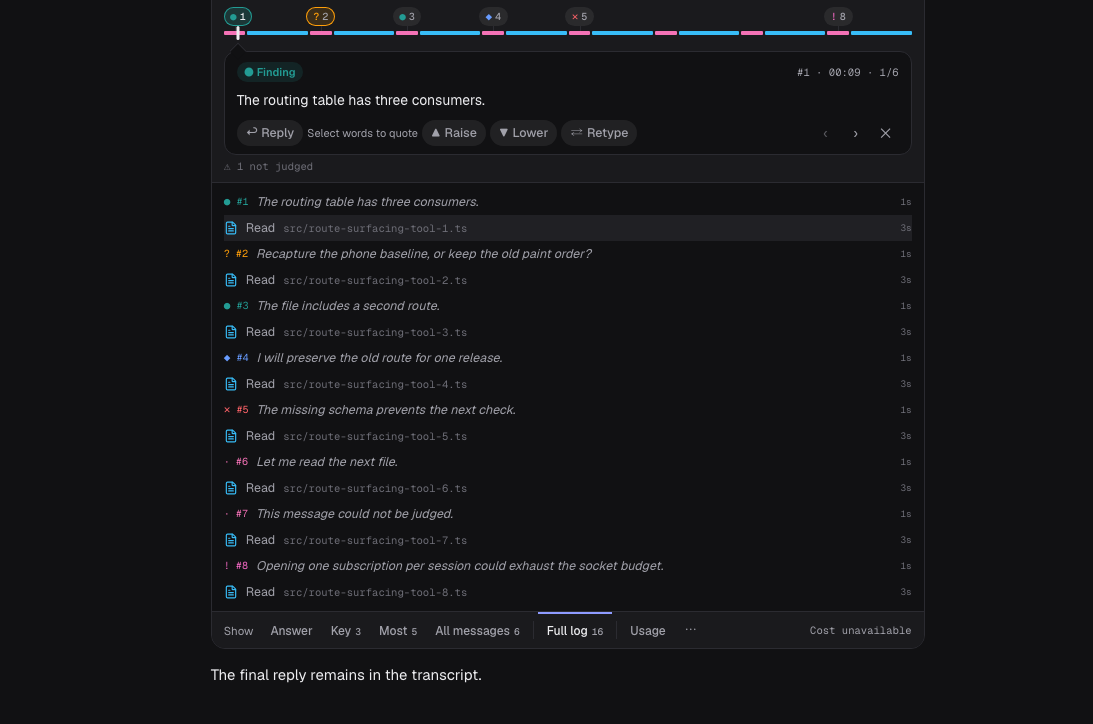 ● 1 ? 2 ● 3 ◆ 4 × 5 ! 8
Finding #1 · 00:09 · 1/6
The routing table has three consumers.
↩ Reply Select words to quote ▲ Raise ▼ Lower ⇄ Retype ‹ › ×
⚠ 1 not judged
● #1 The routing table has three consumers. 1s
Read src/route-surfacing-tool-1.ts 3s
? #2 Recapture the phone baseline, or keep the old paint order? 1s
Read src/route-surfacing-tool-2.ts 3s
● #3 The file includes a second route. 1s
Read src/route-surfacing-tool-3.ts 3s
◆ #4 I will preserve the old route for one release. 1s
Read src/route-surfacing-tool-4.ts 3s
× #5 The missing schema prevents the next check. 1s
Read src/route-surfacing-tool-5.ts 3s
· #6 Let me read the next file. 1s
Read src/route-surfacing-tool-6.ts 3s
· #7 This message could not be judged. 1s
Read src/route-surfacing-tool-7.ts 3s
! #8 Opening one subscription per session could exhaust the socket budget. 1s
Read src/route-surfacing-tool-8.ts 3s
Show Answer Key 3 Most 5 All messages 6 Full log 16 Usage ··· Cost unavailable
The final reply remains in the transcript.